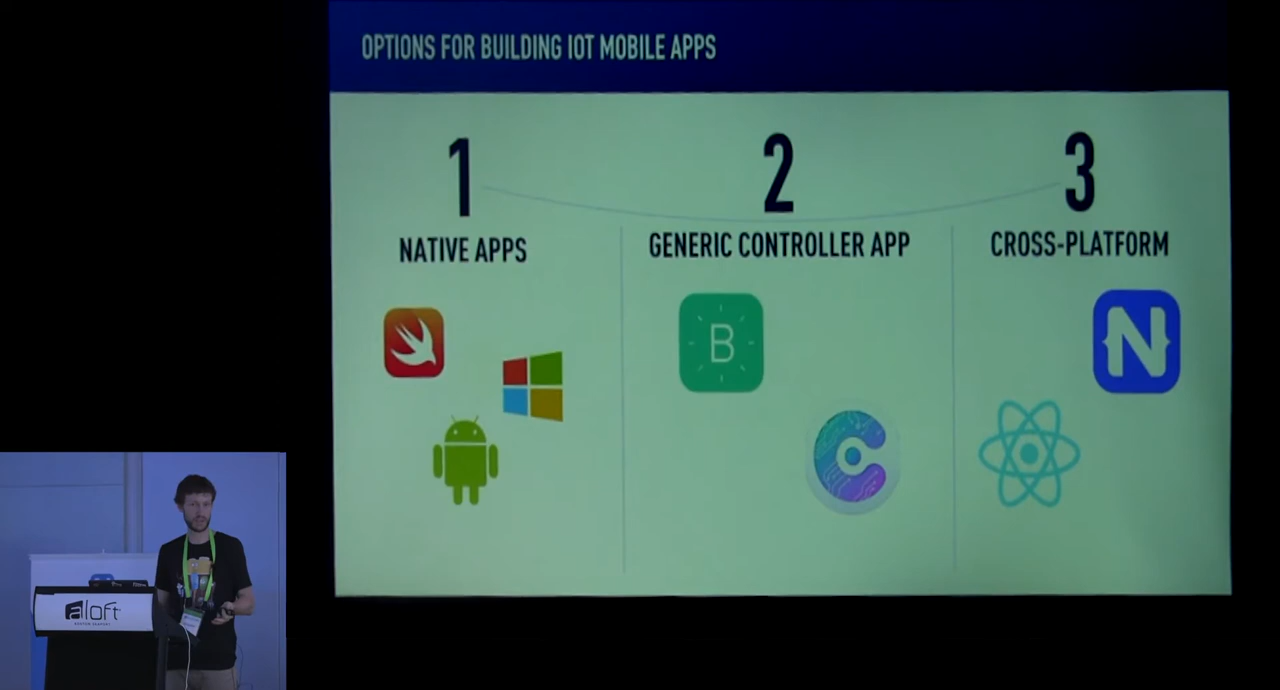 OPTIONS FOR BUILDING IOT MOBILE APPS
1
2
3
NATIVE APPS
GENERIC CONTROLLER APP
CROSS-PLATFORM
B
N
aloft